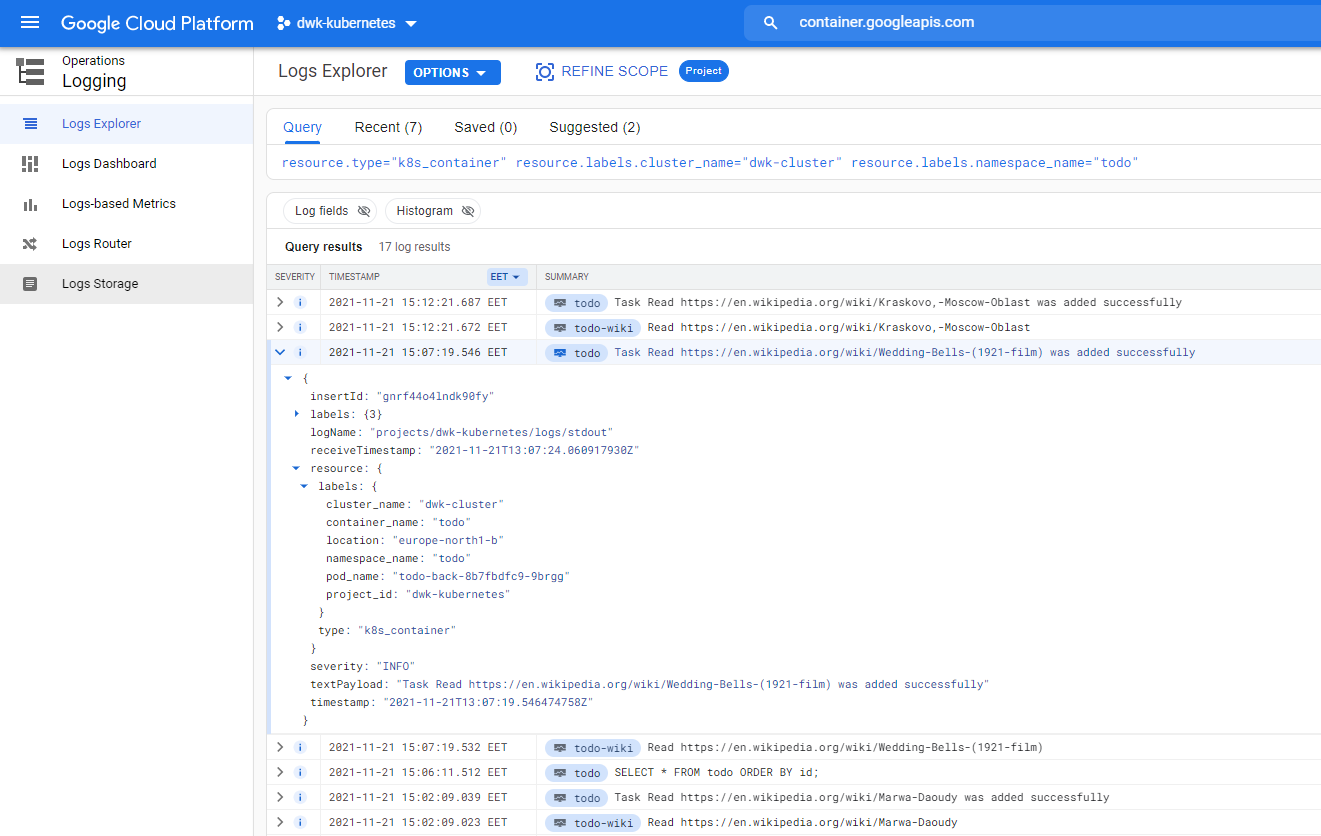 Google Cloud Platform dwk-kubernetes container.googleapis.com
Operations
Logging
Logs Explorer OPTIONS REFINE SCOPE Project
Logs Explorer
Logs Dashboard
Logs-based Metrics
Logs Router
Logs Storage
Query Recent (7) Saved (0) Suggested (2)
resource.type="k8s_container" resource.labels.cluster_name="dwk-cluster" resource.labels.namespace_name="todo"
Log fields Histogram
Query results 17 log results
SEVERITY TIMESTAMP EET SUMMARY
i 2021-11-21 15:12:21.687 EET todo Task Read https://en.wikipedia.org/wiki/Kraskovo,-Moscow-Oblast was added successfully
i 2021-11-21 15:12:21.672 EET todo-wiki Read https://en.wikipedia.org/wiki/Kraskovo,-Moscow-Oblast
i 2021-11-21 15:07:19.546 EET todo Task Read https://en.wikipedia.org/wiki/Wedding-Bells-(1921-film) was added successfully
{
insertId: "gnrf44o4lndk90fy"
labels: {3}
logName: "projects/dwk-kubernetes/logs/stdout"
receiveTimestamp: "2021-11-21T13:07:24.060917930Z"
resource: {
labels: {
cluster_name: "dwk-cluster"
container_name: "todo"
location: "europe-north1-b"
namespace_name: "todo"
pod_name: "todo-back-8b7fbdfc9-9brgg"
project_id: "dwk-kubernetes"
}
type: "k8s_container"
}
severity: "INFO"
textPayload: "Task Read https://en.wikipedia.org/wiki/Wedding-Bells-(1921-film) was added successfully"
timestamp: "2021-11-21T13:07:19.546474758Z"
}
i 2021-11-21 15:07:19.532 EET todo-wiki Read https://en.wikipedia.org/wiki/Wedding-Bells-(1921-film)
i 2021-11-21 15:06:11.512 EET todo SELECT * FROM todo ORDER BY id;
i 2021-11-21 15:02:09.039 EET todo Task Read https://en.wikipedia.org/wiki/Marwa-Daoudy was added successfully
i 2021-11-21 15:02:09.023 EET todo-wiki Read https://en.wikipedia.org/wiki/Marwa-Daoudy